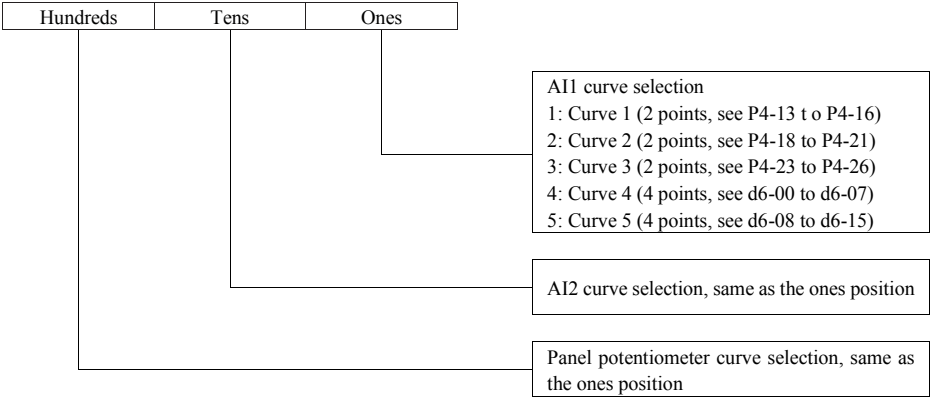 Hundreds Tens Ones
AI1 curve selection
1: Curve 1 (2 points, see P4-13 t o P4-16)
2: Curve 2 (2 points, see P4-18 to P4-21)
3: Curve 3 (2 points, see P4-23 to P4-26)
4: Curve 4 (4 points, see d6-00 to d6-07)
5: Curve 5 (4 points, see d6-08 to d6-15)
AI2 curve selection, same as the ones position
Panel potentiometer curve selection, same as
the ones position